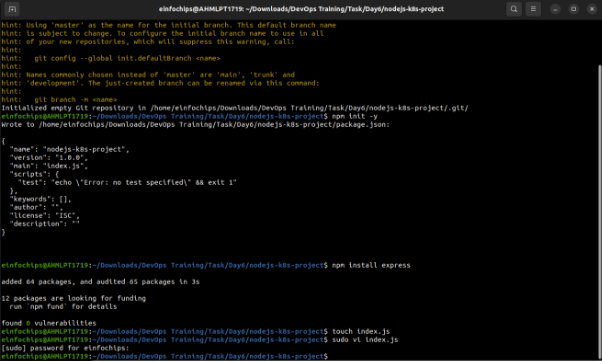 einfochips@AHMLPT1719: ~/Downloads/DevOps Training/Task/Day6/nodejs-k8s-project
hint: Using 'master' as the name for the initial branch. This default branch name
hint: is subject to change. To configure the initial branch name to use in all
hint: of your new repositories, which will suppress this warning, call:
hint:
hint:   git config --global init.defaultBranch <name>
hint:
hint: Names commonly chosen instead of 'master' are 'main', 'trunk' and
hint: 'development'. The just-created branch can be renamed via this command:
hint:
hint:   git branch -m <name>
Initialized empty Git repository in /home/einfochips/Downloads/DevOps Training/Task/Day6/nodejs-k8s-project/.git/
einfochips@AHMLPT1719:~/Downloads/DevOps Training/Task/Day6/nodejs-k8s-project$ npm init -y
Wrote to /home/einfochips/Downloads/DevOps Training/Task/Day6/nodejs-k8s-project/package.json:
{
  "name": "nodejs-k8s-project",
  "version": "1.0.0",
  "main": "index.js",
  "scripts": {
    "test": "echo \"Error: no test specified\" && exit 1"
  },
  "keywords": [],
  "author": "",
  "license": "ISC",
  "description": ""
}
einfochips@AHMLPT1719:~/Downloads/DevOps Training/Task/Day6/nodejs-k8s-project$ npm install express
added 64 packages, and audited 65 packages in 3s
12 packages are looking for funding
  run `npm fund` for details
found 0 vulnerabilities
einfochips@AHMLPT1719:~/Downloads/DevOps Training/Task/Day6/nodejs-k8s-project$ touch index.js
einfochips@AHMLPT1719:~/Downloads/DevOps Training/Task/Day6/nodejs-k8s-project$ sudo vi index.js
[sudo] password for einfochips:
einfochips@AHMLPT1719:~/Downloads/DevOps Training/Task/Day6/nodejs-k8s-project$